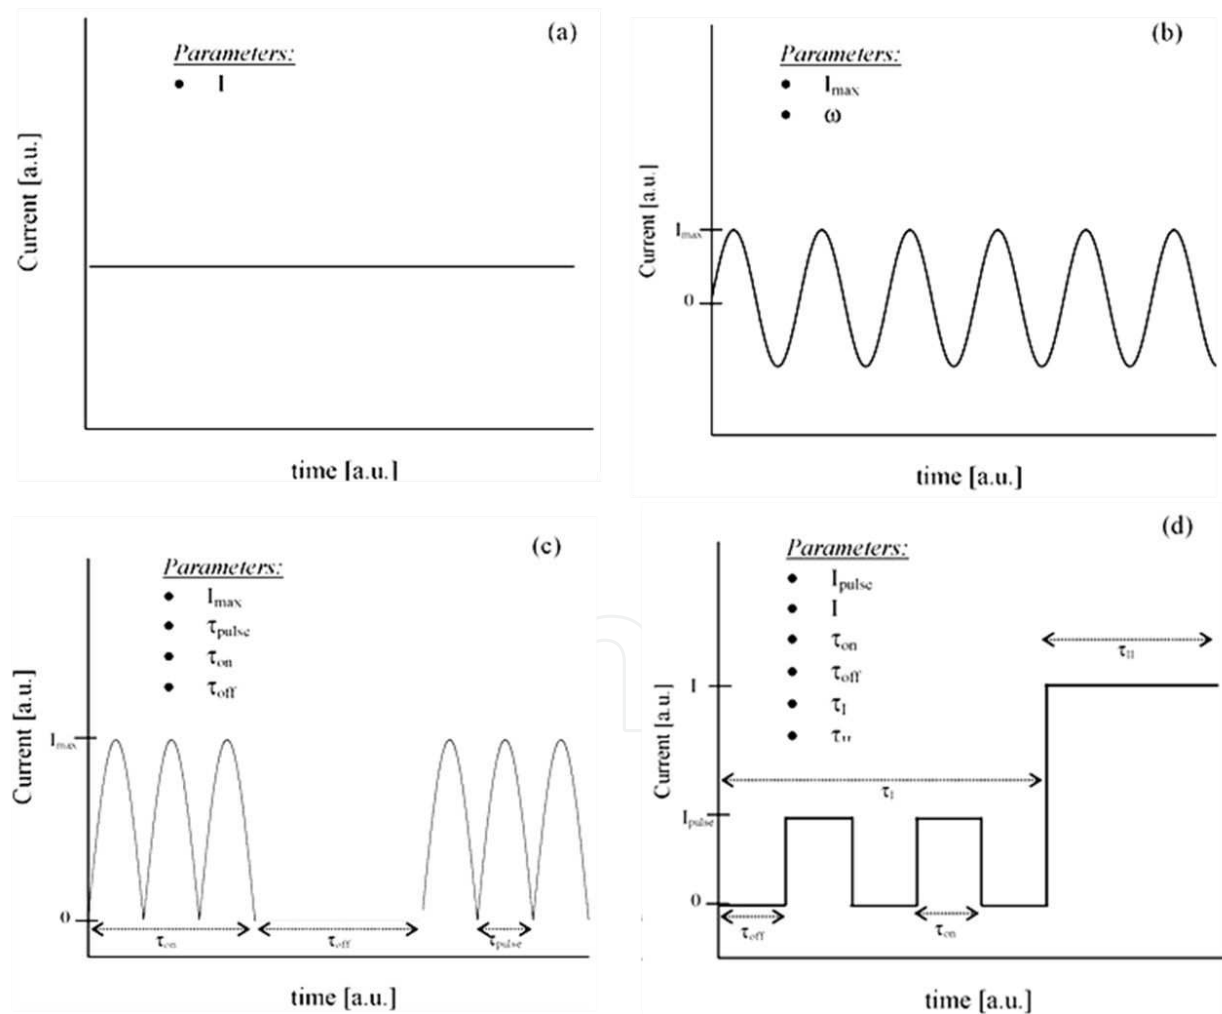 (a)
Parameters:
• I
Current [a.u.]
time [a.u.]
(b)
Parameters:
• Imax
• ω
Current [a.u.]
Imax
0
time [a.u.]
(c)
Parameters:
• Imax
• τpulse
• τon
• τoff
Current [a.u.]
Imax
0
τon
τoff
τpulse
time [a.u.]
(d)
Parameters:
• Ipulse
• I
• τon
• τoff
• τI
• τII
τII
I
Current [a.u.]
τI
Ipulse
0
τoff
τon
time [a.u.]